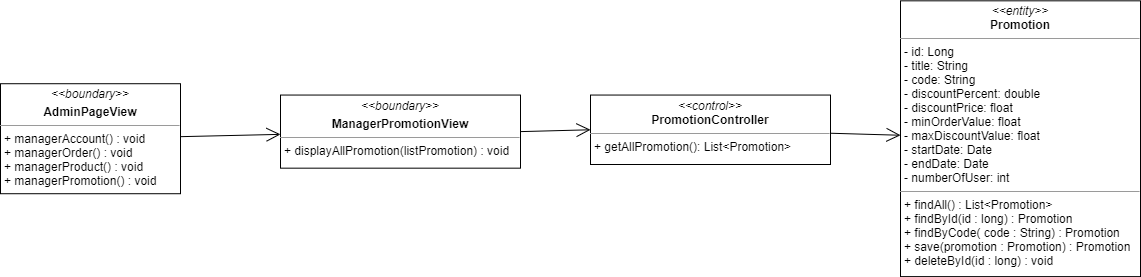 <<boundary>>
AdminPageView
+ managerAccount() : void
+ managerOrder() : void
+ managerProduct() : void
+ managerPromotion() : void
<<boundary>>
ManagerPromotionView
+ displayAllPromotion(listPromotion) : void
<<control>>
PromotionController
+ getAllPromotion(): List<Promotion>
<<entity>>
Promotion
- id: Long
- title: String
- code: String
- discountPercent: double
- discountPrice: float
- minOrderValue: float
- maxDiscountValue: float
- startDate: Date
- endDate: Date
- numberOfUser: int
+ findAll() : List<Promotion>
+ findById(id : long) : Promotion
+ findByCode( code : String) : Promotion
+ save(promotion : Promotion) : Promotion
+ deleteById(id : long) : void